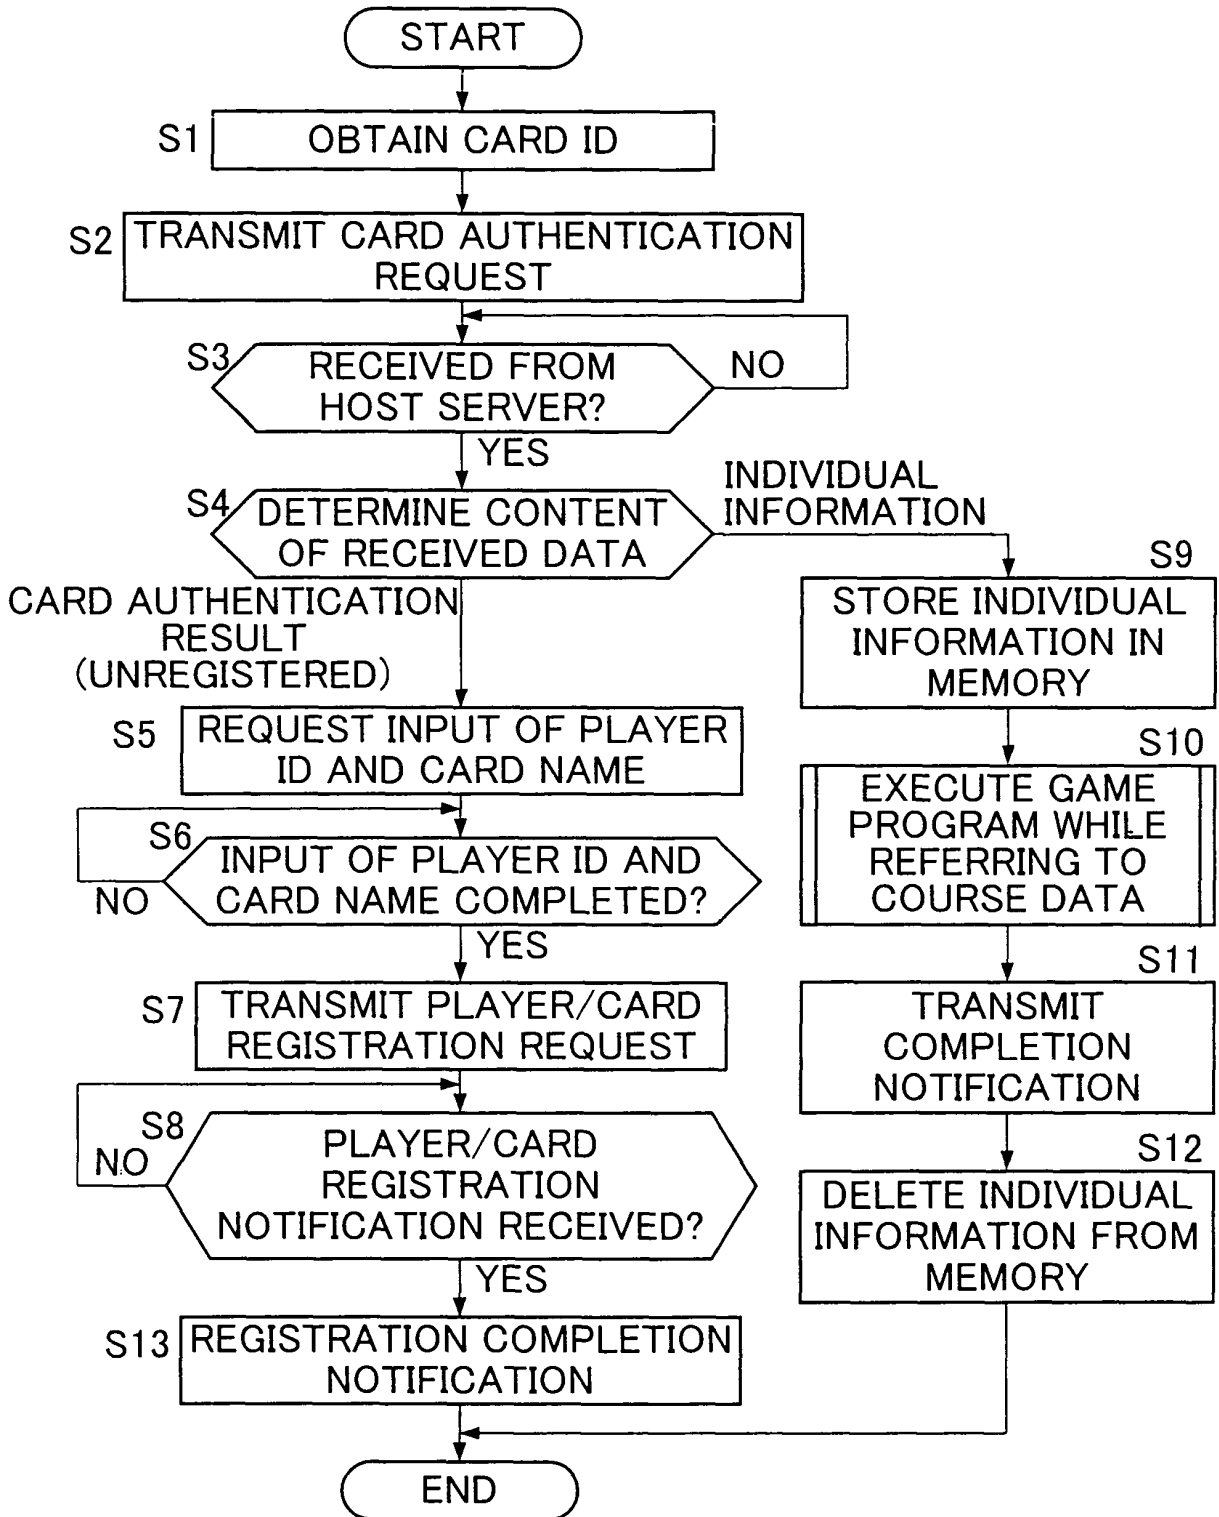 START
S1
OBTAIN CARD ID
S2
TRANSMIT CARD AUTHENTICATION
REQUEST
S3
RECEIVED FROM
HOST SERVER?
NO
YES
S4
DETERMINE CONTENT
OF RECEIVED DATA
INDIVIDUAL
INFORMATION
CARD AUTHENTICATION
RESULT
(UNREGISTERED)
S5
REQUEST INPUT OF PLAYER
ID AND CARD NAME
S6
INPUT OF PLAYER ID AND
CARD NAME COMPLETED?
NO
YES
S7
TRANSMIT PLAYER/CARD
REGISTRATION REQUEST
S8
PLAYER/CARD
REGISTRATION
NOTIFICATION RECEIVED?
NO
YES
S13
REGISTRATION COMPLETION
NOTIFICATION
S9
STORE INDIVIDUAL
INFORMATION IN
MEMORY
S10
EXECUTE GAME
PROGRAM WHILE
REFERRING TO
COURSE DATA
S11
TRANSMIT
COMPLETION
NOTIFICATION
S12
DELETE INDIVIDUAL
INFORMATION FROM
MEMORY
END